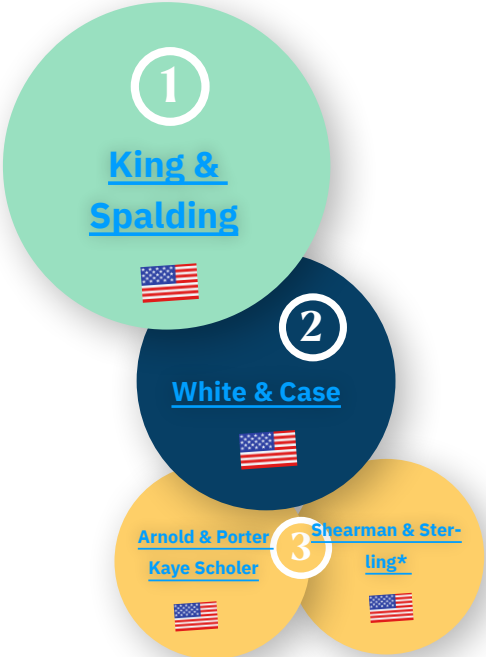 1
King &
Spalding
2
White & Case
Arnold & Porter
Kaye Scholer
3
Shearman & Ster-
ling*